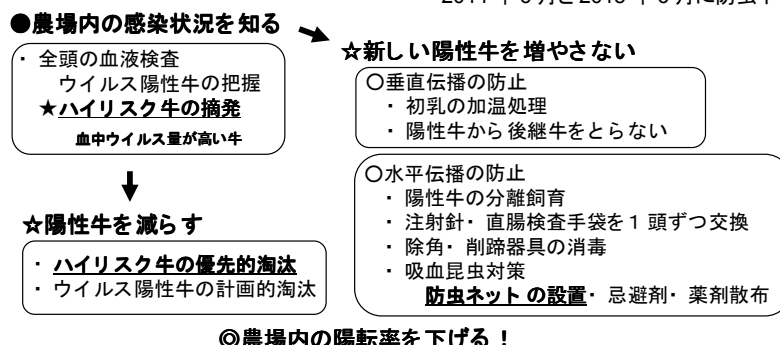 ●農場内の感染状況を知る
・ 全頭の血液検査
ウイルス陽性牛の把握
★ハイリスク牛の摘発
血中ウイルス量が高い牛
☆陽性牛を減らす
・ ハイリスク牛の優先的淘汰
・ ウイルス陽性牛の計画的淘汰
☆新しい陽性牛を増やさない
〇垂直伝播の防止
・ 初乳の加温処理
・ 陽性牛から後継牛をとらない
〇水平伝播の防止
・ 陽性牛の分離飼育
・ 注射針・ 直腸検査手袋を1 頭ずつ交換
・ 除角・ 削蹄器具の消毒
・ 吸血昆虫対策
防虫ネットの設置・ 忌避剤・ 薬剤散布
◎農場内の陽転率を下げる！